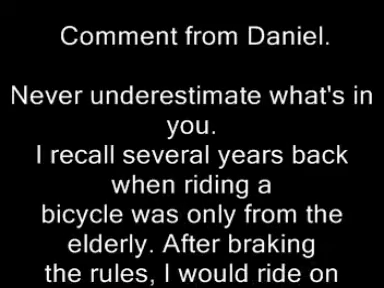 Comment from Daniel.
Never underestimate what's in
you.
I recall several years back
when riding a
bicycle was only from the
elderly. After braking
the rules, I would ride on